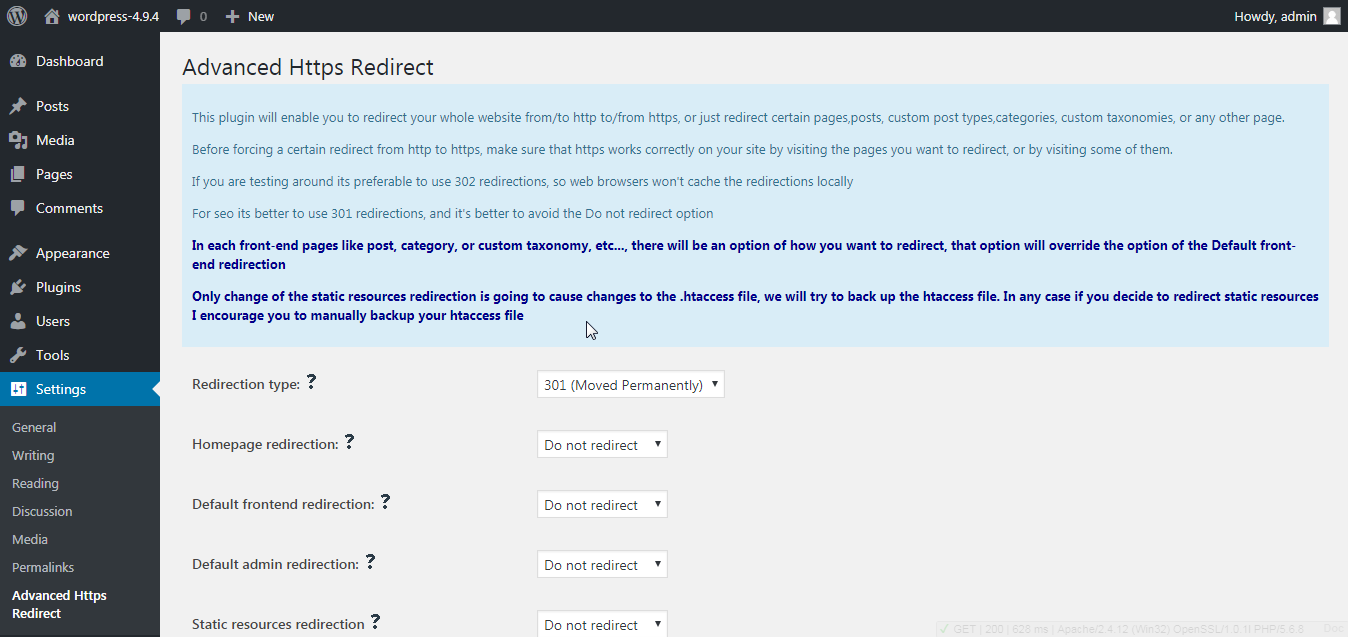 wordpress-4.9.4 0 New Howdy, admin
Dashboard
Posts
Media
Pages
Comments
Appearance
Plugins
Users
Tools
Settings
General
Writing
Reading
Discussion
Media
Permalinks
Advanced Https
Redirect
Advanced Https Redirect
This plugin will enable you to redirect your whole website from/to http to/from https, or just redirect certain pages,posts, custom post types,categories, custom taxonomies, or any other page.
Before forcing a certain redirect from http to https, make sure that https works correctly on your site by visiting the pages you want to redirect, or by visiting some of them.
If you are testing around its preferable to use 302 redirections, so web browsers won't cache the redirections locally
For seo its better to use 301 redirections, and it's better to avoid the Do not redirect option
In each front-end pages like post, category, or custom taxonomy, etc..., there will be an option of how you want to redirect, that option will override the option of the Default front-
end redirection
Only change of the static resources redirection is going to cause changes to the .htaccess file, we will try to back up the htaccess file. In any case if you decide to redirect static resources
I encourage you to manually backup your htaccess file
Redirection type: ? 301 (Moved Permanently)
Homepage redirection: ? Do not redirect
Default frontend redirection: ? Do not redirect
Default admin redirection: ? Do not redirect
Static resources redirection ? Do not redirect
GET | 200 | 628 ms | Apache/2.4.12 (Win32) OpenSSL/1.0.1l PHP/5.6.8 Doc